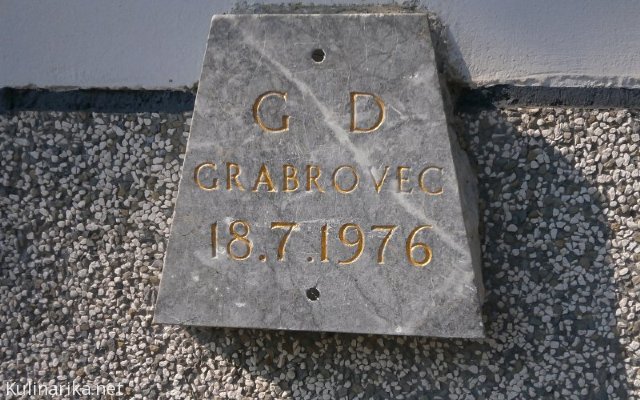 G D
GRABROVEC
18.7.1976
Kulinarika.net